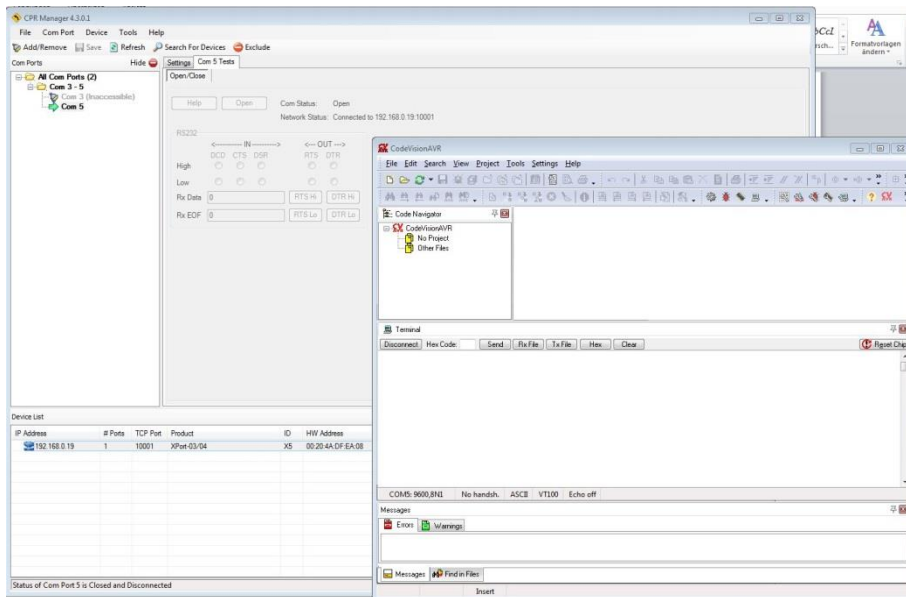 CPR Manager 4.3.0.1
File Com Port Device Tools Help
Add/Remove Save Refresh Search For Devices Exclude
Com Ports Hide
All Com Ports (2)
Com 3 - 5
Com 3 (Inaccessible)
Com 5
Settings Com 5 Tests
Open/Close
Help Open Com Status: Open
Network Status: Connected to 192.168.0.19:10001
RS232
<-------- IN --------> <-- OUT -->
DCD CTS DSR RTS DTR
High
Low
Rx Data 0 RTS Hi DTR Hi
Rx EOF 0 RTS Lo DTR Lo
Device List
IP Address # Ports TCP Port Product ID HW Address
192.168.0.19 1 10001 XPort-03/04 X5 00:20:4A:DF:EA:08
Status of Com Port 5 is Closed and Disconnected
Formatvorlagen
ändern
CodeVisionAVR
File Edit Search View Project Tools Settings Help
Code Navigator
CodeVisionAVR
No Project
Other Files
Terminal
Disconnect Hex Code: Send Rx File Tx File Hex Clear Reset Chip
COM5: 9600,8N1 No handsh. ASCII VT100 Echo off
Messages
Errors Warnings
Messages Find in Files
Insert